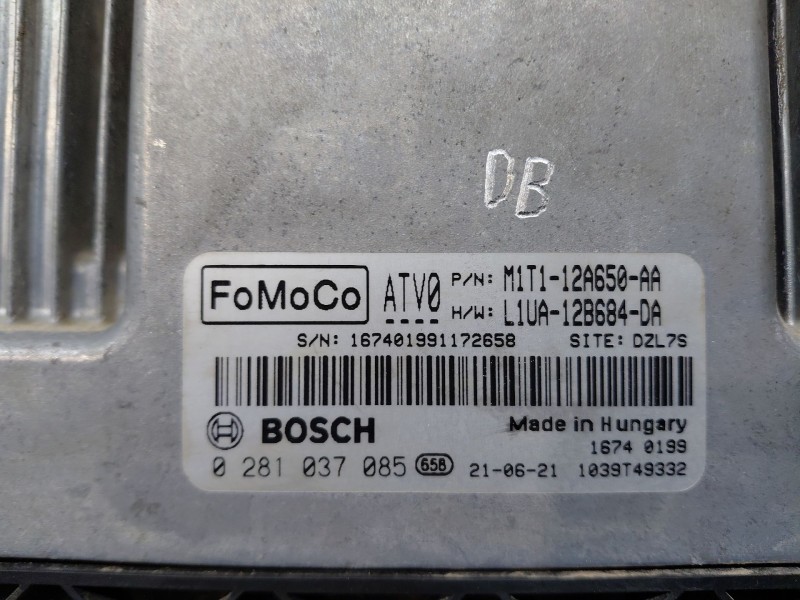 DB
FoMoCo ATV0 P/N: M1T1-12A650-AA
H/W: L1UA-12B684-DA
S/N: 167401991172658 SITE: DZL7S
BOSCH Made in Hungary
1674 0199
0 281 037 085 658 21-06-21 1039T49332